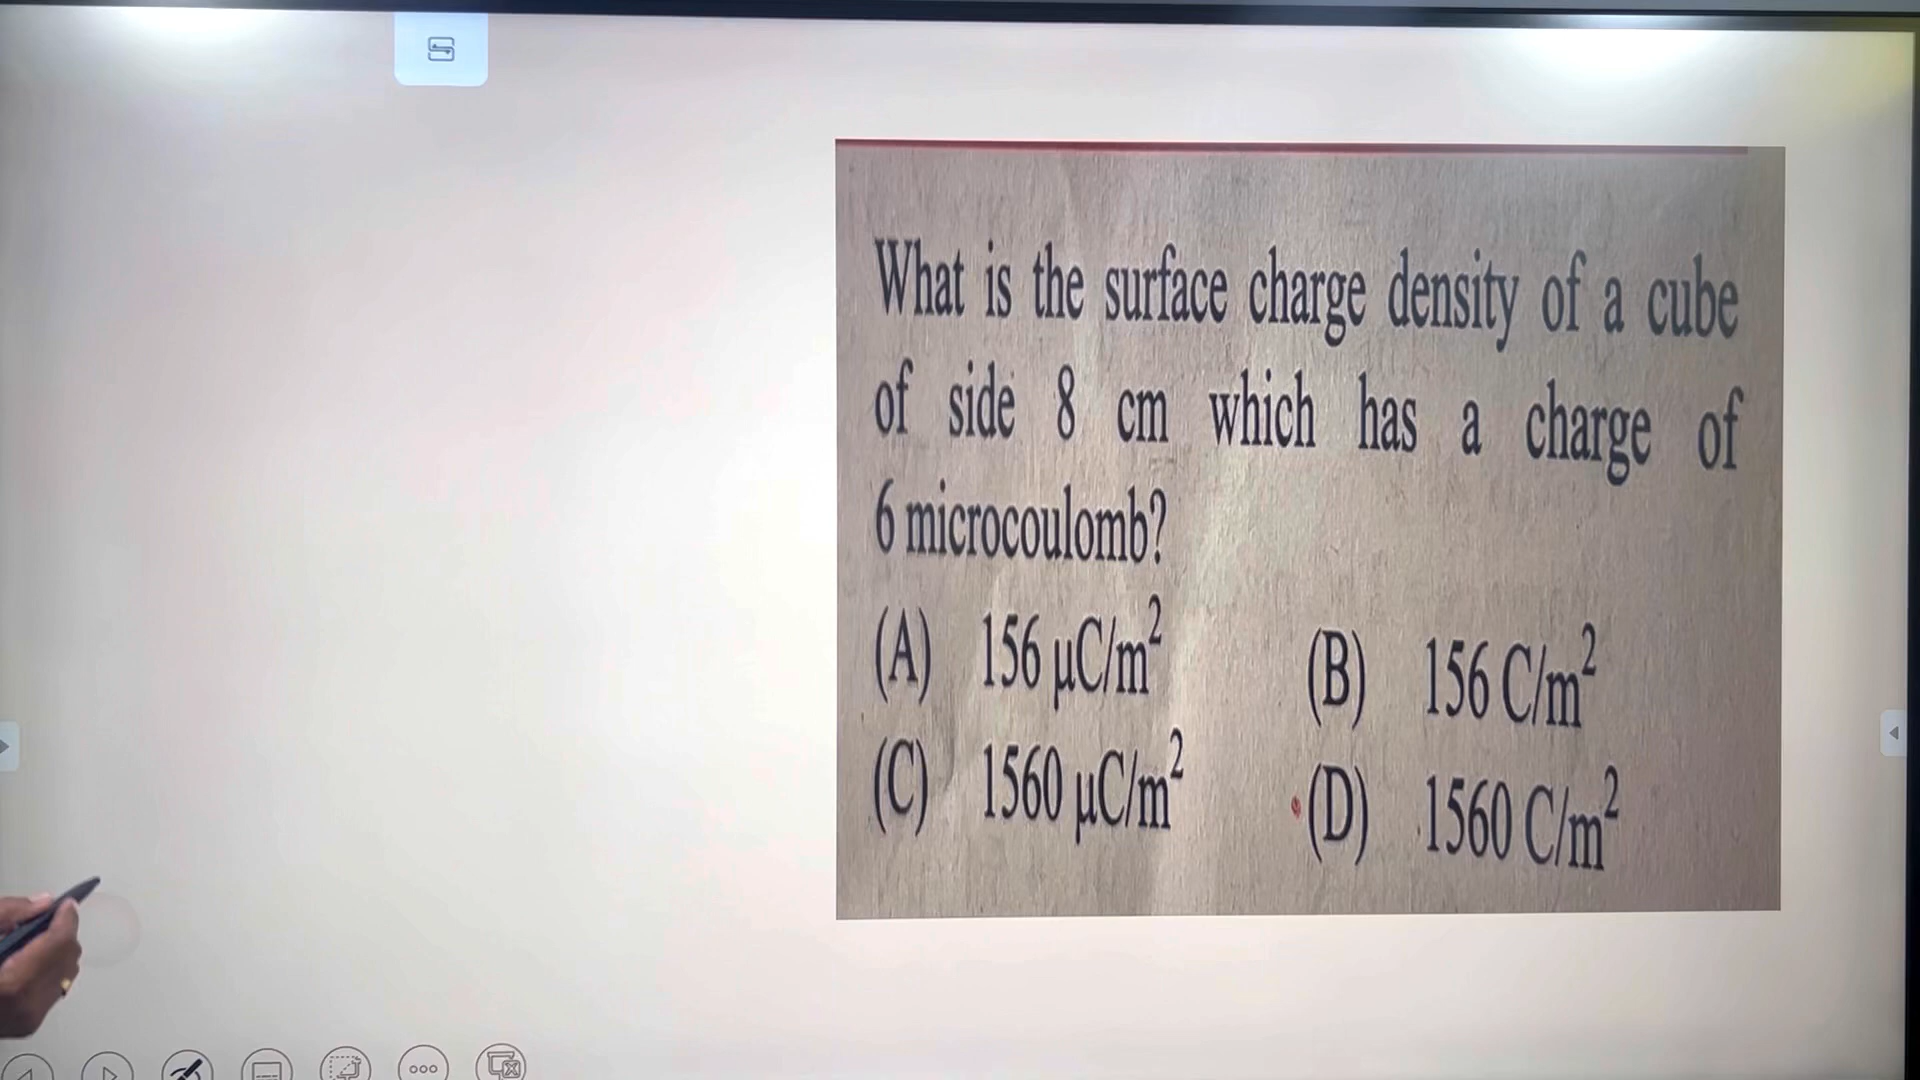 What is the surface charge density of a cube
of side 8 cm which has a charge of
6 microcoulomb?
(A) 156 μC/m² (B) 156 C/m²
(C) 1560 μC/m² (D) 1560 C/m²